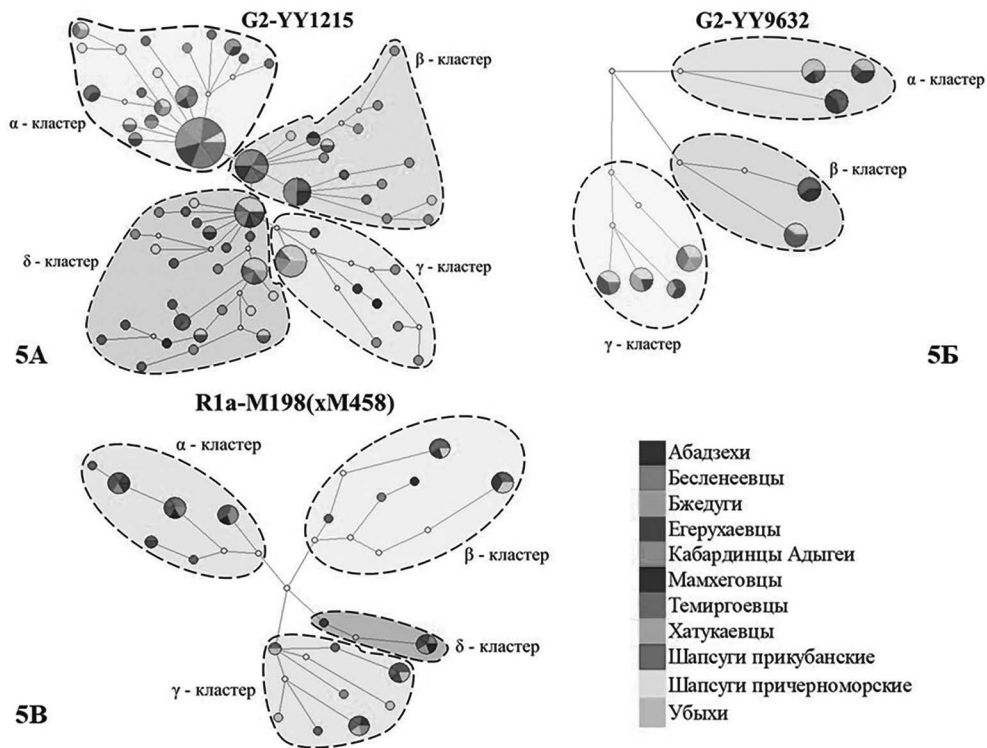 G2-YY1215
α - кластер
β - кластер
δ - кластер
γ - кластер
5А
G2-YY9632
α - кластер
β - кластер
γ - кластер
5Б
R1a-M198(xM458)
α - кластер
β - кластер
δ - кластер
γ - кластер
5В
Абадзехи
Бесленеевцы
Бжедуги
Егерухаевцы
Кабардинцы Адыгеи
Мамхеговцы
Темиргоевцы
Хатукаевцы
Шапсуги прикубанские
Шапсуги причерноморские
Убыхи